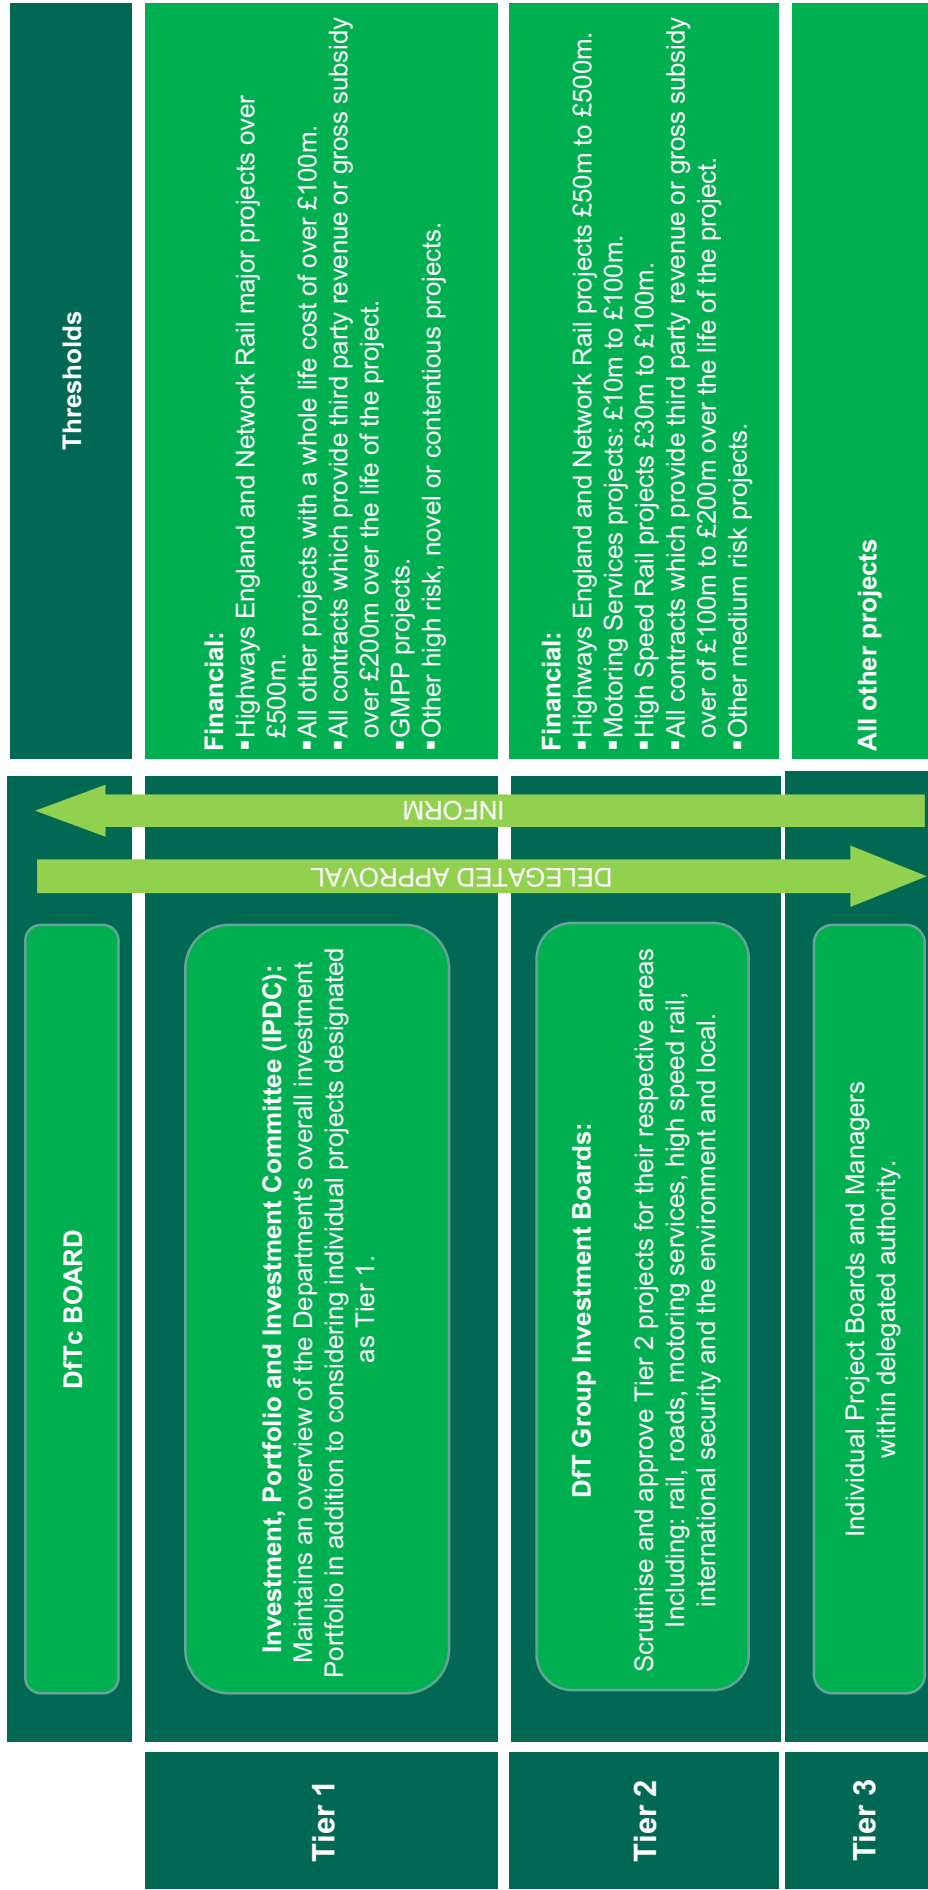 DfTc BOARD
Thresholds
Tier 1
Investment, Portfolio and Investment Committee (IPDC):
Maintains an overview of the Department's overall investment
Portfolio in addition to considering individual projects designated
as Tier 1.
DELEGATED APPROVAL
INFORM
Financial:
▪Highways England and Network Rail major projects over
£500m.
▪All other projects with a whole life cost of over £100m.
▪All contracts which provide third party revenue or gross subsidy
over £200m over the life of the project.
▪GMPP projects.
▪Other high risk, novel or contentious projects.
Tier 2
DfT Group Investment Boards:
Scrutinise and approve Tier 2 projects for their respective areas
Including: rail, roads, motoring services, high speed rail,
international security and the environment and local.
Financial:
▪Highways England and Network Rail projects £50m to £500m.
▪Motoring Services projects: £10m to £100m.
▪High Speed Rail projects £30m to £100m.
▪All contracts which provide third party revenue or gross subsidy
over of £100m to £200m over the life of the project.
▪Other medium risk projects.
Tier 3
Individual Project Boards and Managers
within delegated authority.
All other projects